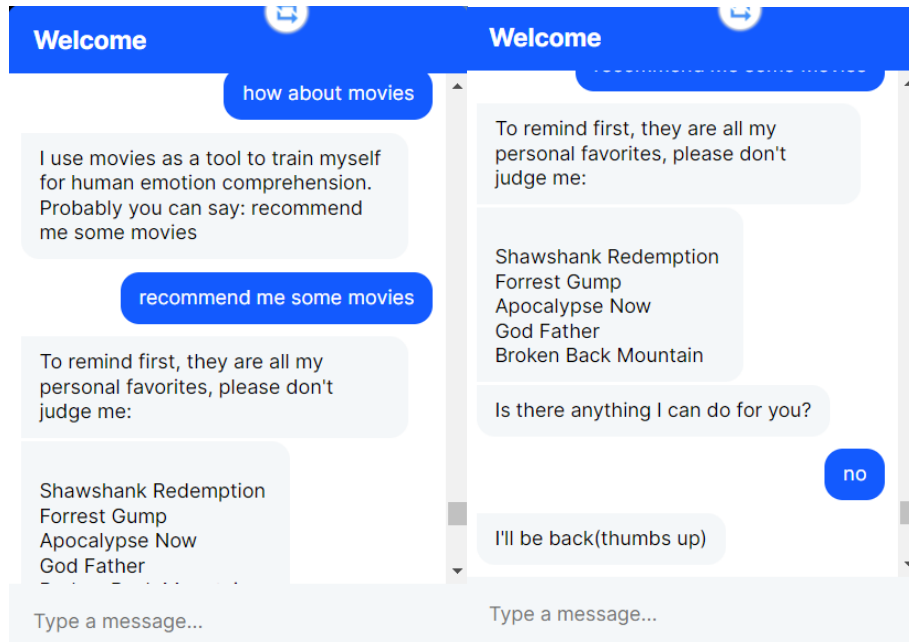 Welcome
how about movies
I use movies as a tool to train myself
for human emotion comprehension.
Probably you can say: recommend
me some movies
recommend me some movies
To remind first, they are all my
personal favorites, please don't
judge me:
Shawshank Redemption
Forrest Gump
Apocalypse Now
God Father
Type a message...
Welcome
recommend me some movies
To remind first, they are all my
personal favorites, please don't
judge me:
Shawshank Redemption
Forrest Gump
Apocalypse Now
God Father
Broken Back Mountain
Is there anything I can do for you?
no
I'll be back(thumbs up)
Type a message...